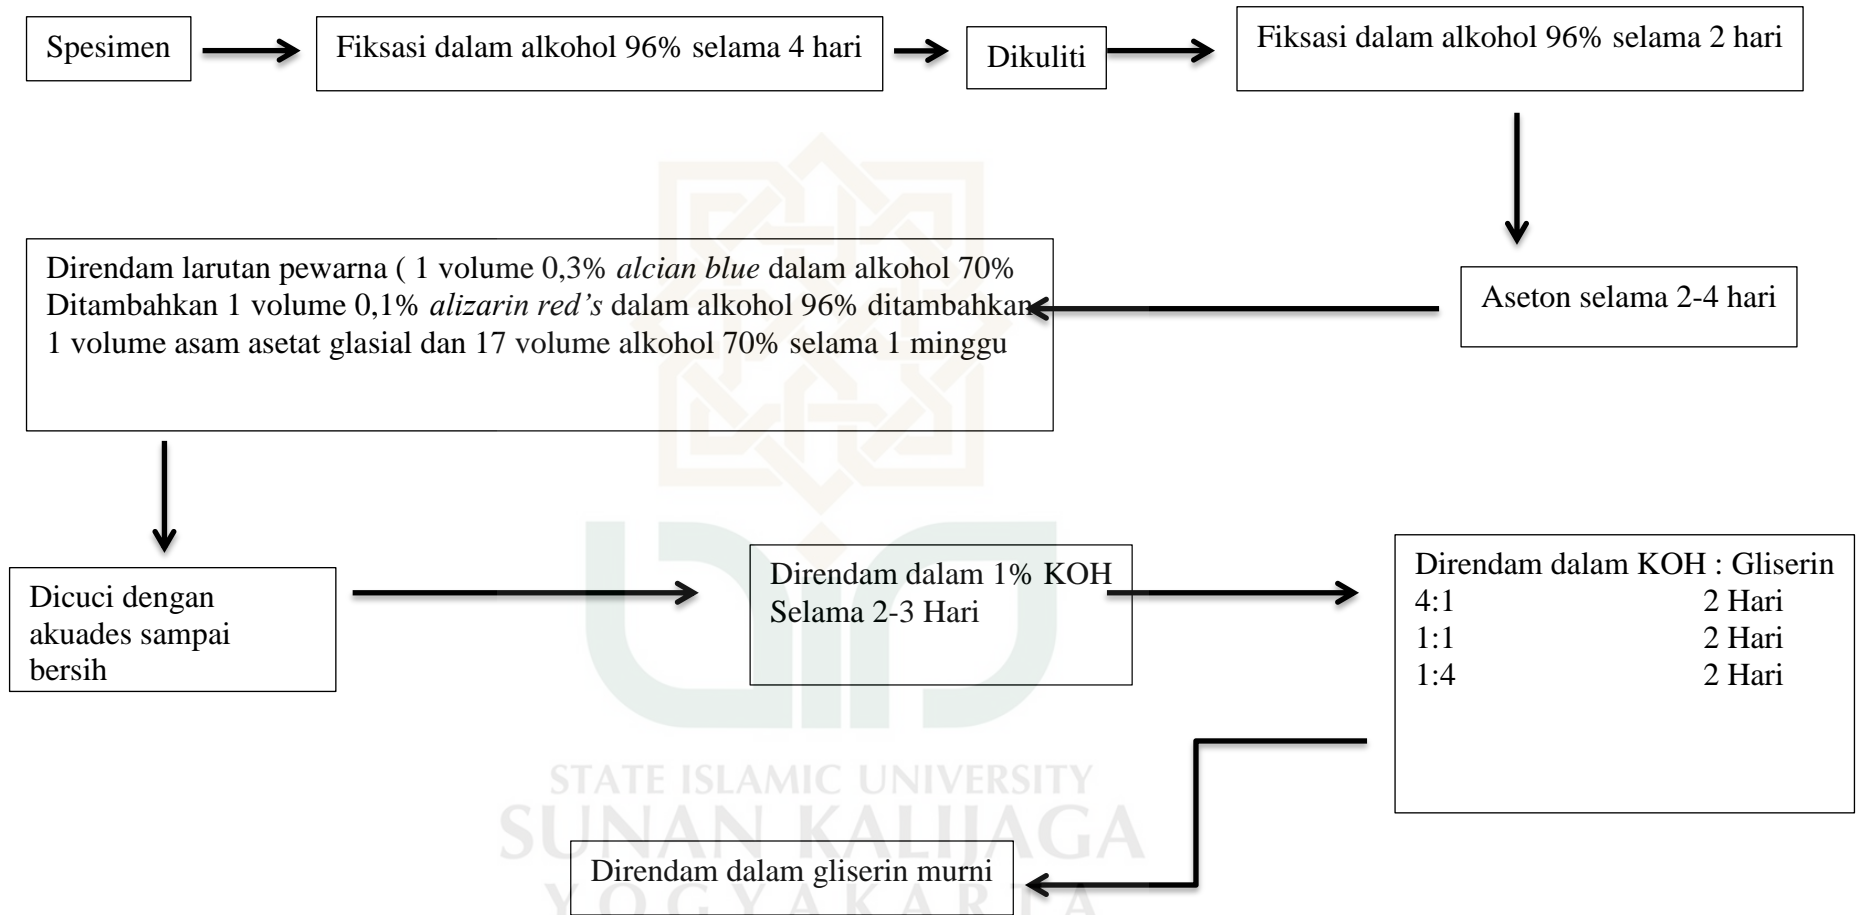 Spesimen
Fiksasi dalam alkohol 96% selama 4 hari
Dikuliti
Fiksasi dalam alkohol 96% selama 2 hari
Aseton selama 2-4 hari
Direndam larutan pewarna ( 1 volume 0,3% alcian blue dalam alkohol 70%
Ditambahkan 1 volume 0,1% alizarin red’s dalam alkohol 96% ditambahkan
1 volume asam asetat glasial dan 17 volume alkohol 70% selama 1 minggu
Dicuci dengan
akuades sampai
bersih
Direndam dalam 1% KOH
Selama 2-3 Hari
Direndam dalam KOH : Gliserin
4:1 2 Hari
1:1 2 Hari
1:4 2 Hari
Direndam dalam gliserin murni
STATE ISLAMIC UNIVERSITY
SUNAN KALIJAGA
YOGYAKARTA